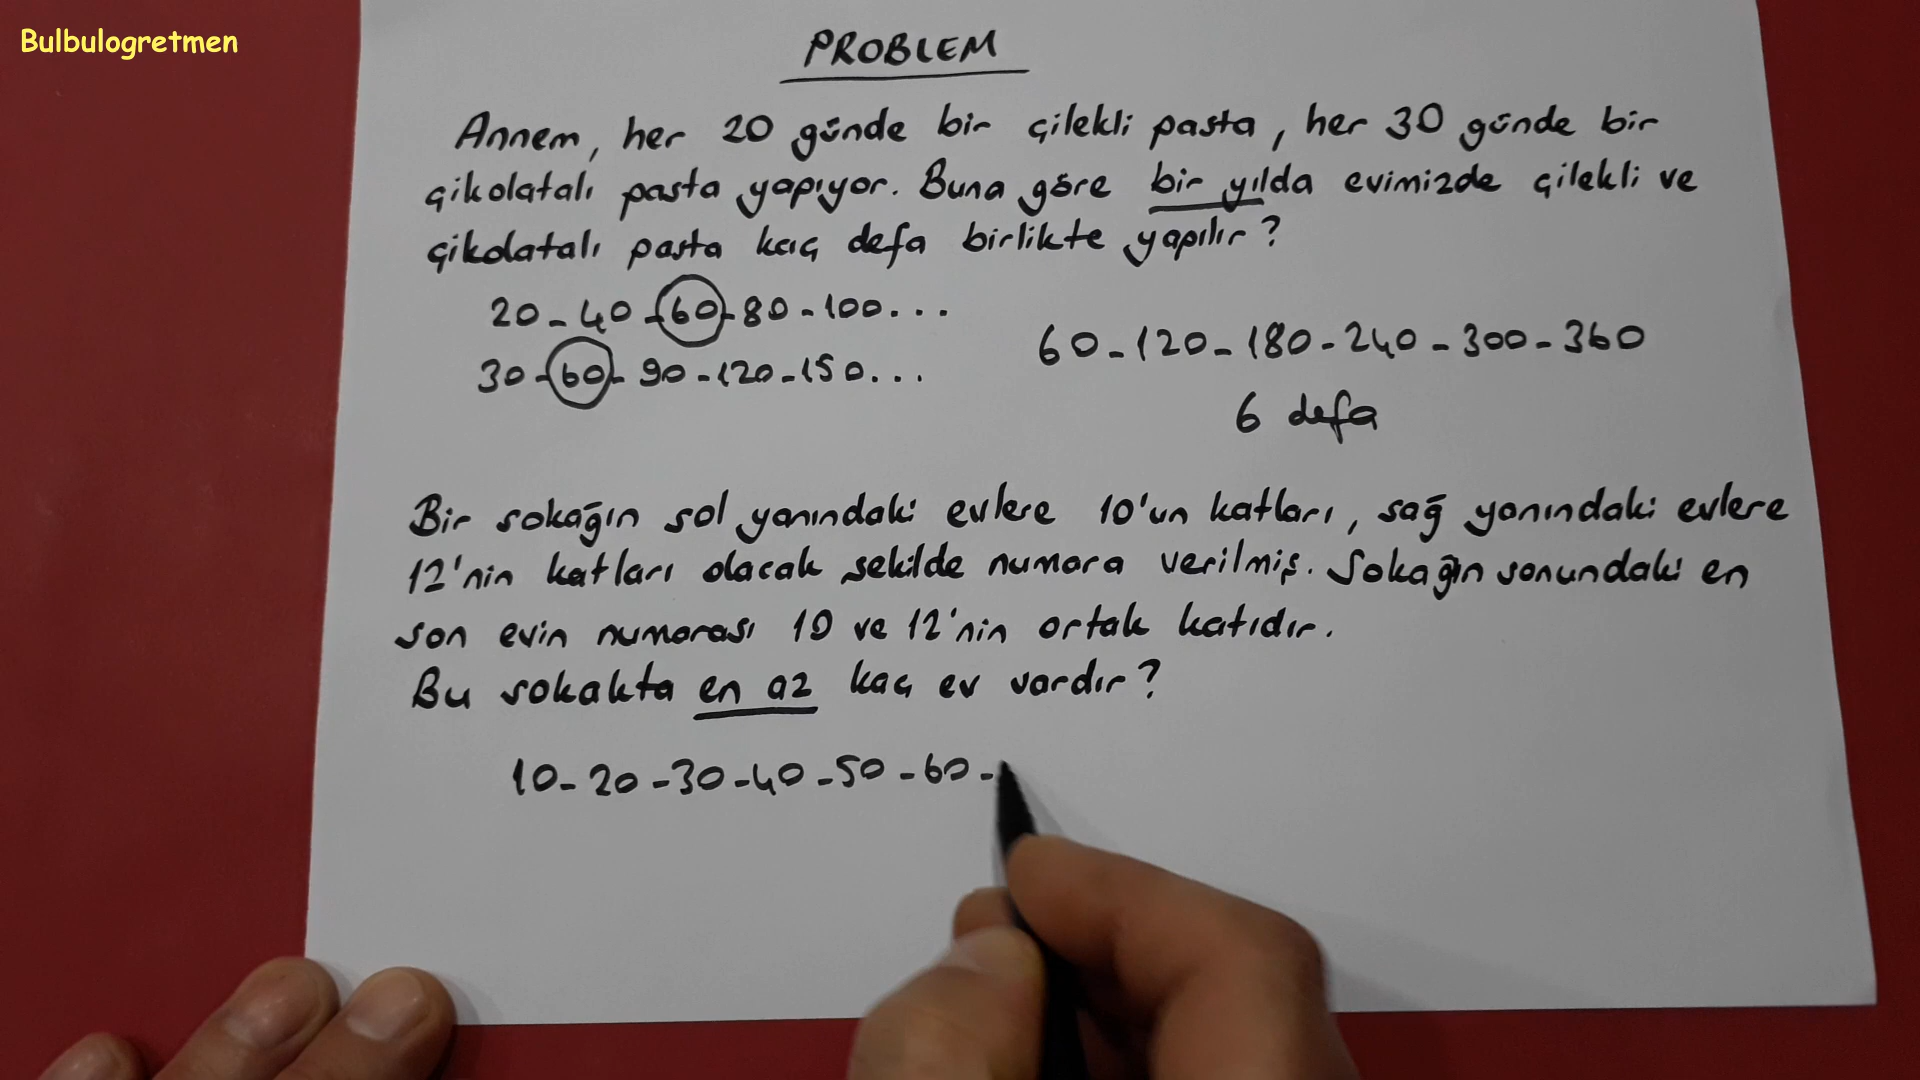 Bulbulogretmen
PROBLEM
Annem, her 20 günde bir çilekli pasta, her 30 günde bir
çikolatalı pasta yapıyor. Buna göre bir yılda evimizde çilekli ve
çikolatalı pasta kaç defa birlikte yapılır?
20-40-60-80-100...
30-60-90-120-150...
60-120-180-240-300-360
6 defa
Bir sokağın sol yanındaki evlere 10'un katları, sağ yanındaki evlere
12'nin katları olacak şekilde numara verilmiş. Sokağın sonundaki en
son evin numarası 10 ve 12'nin ortak katıdır.
Bu sokakta en az kaç ev vardır?
10-20-30-40-50-60-